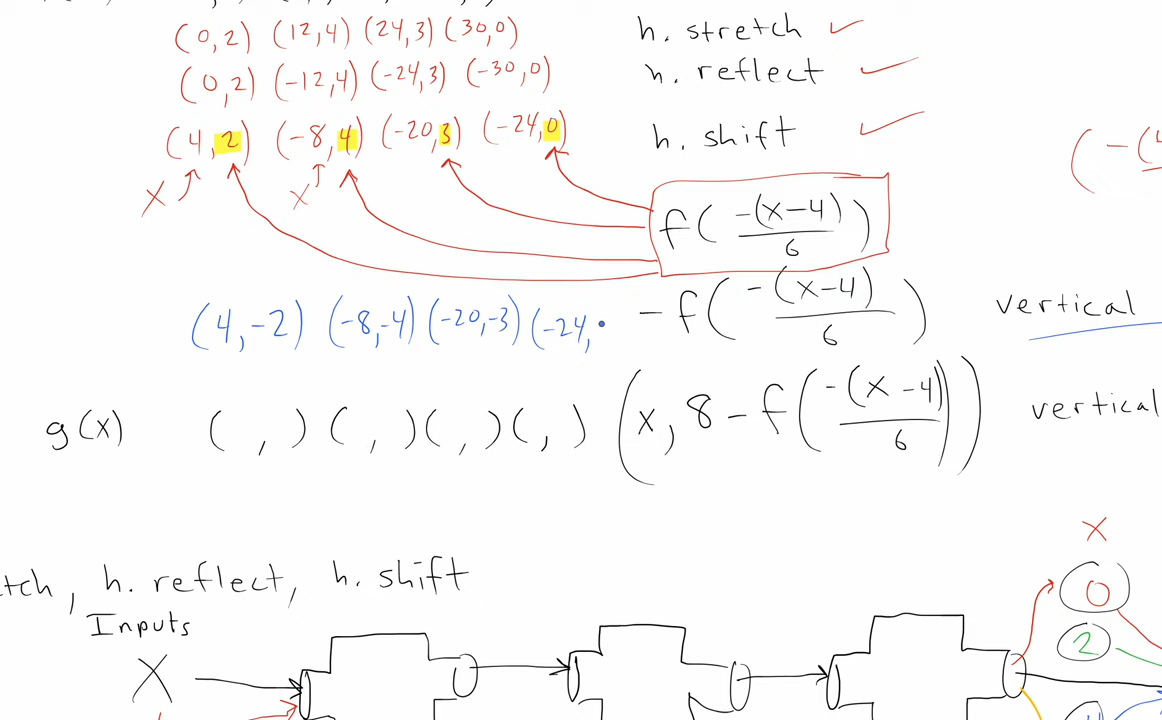 (0,2) (12,4) (24,3) (30,0) h. stretch ✓
(0,2) (-12,4) (-24,3) (-30,0) h. reflect ✓
(4,2) (-8,4) (-20,3) (-24,0) h. shift ✓
(-(4
x x
f(-(x-4)/6)
(4,-2) (-8,-4) (-20,-3) (-24, -f(-(x-4)/6) vertical
g(x) ( , ) ( , ) ( , ) ( , ) (x, 8-f(-(x-4)/6)) vertical
x
tch, h. reflect, h. shift
0
Inputs
2
X